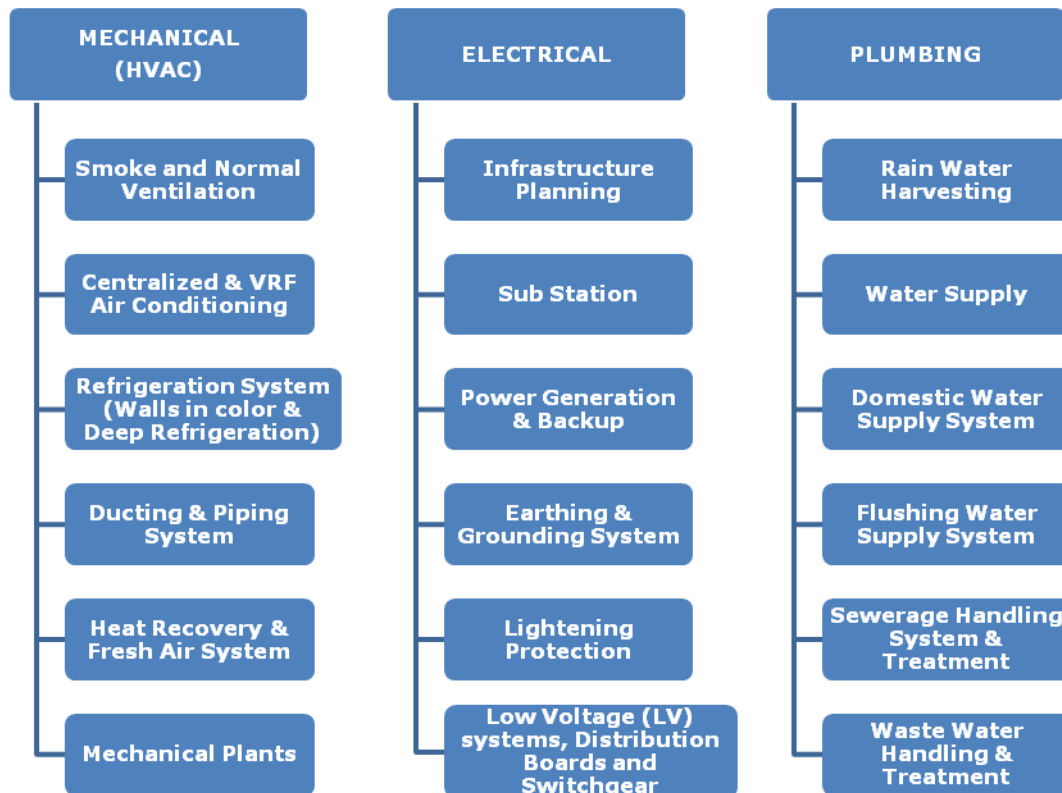 MECHANICAL
(HVAC)
Smoke and Normal
Ventilation
Centralized & VRF
Air Conditioning
Refrigeration System
(Walls in color &
Deep Refrigeration)
Ducting & Piping
System
Heat Recovery &
Fresh Air System
Mechanical Plants
ELECTRICAL
Infrastructure
Planning
Sub Station
Power Generation
& Backup
Earthing &
Grounding System
Lightening
Protection
Low Voltage (LV)
systems, Distribution
Boards and
Switchgear
PLUMBING
Rain Water
Harvesting
Water Supply
Domestic Water
Supply System
Flushing Water
Supply System
Sewerage Handling
System &
Treatment
Waste Water
Handling &
Treatment